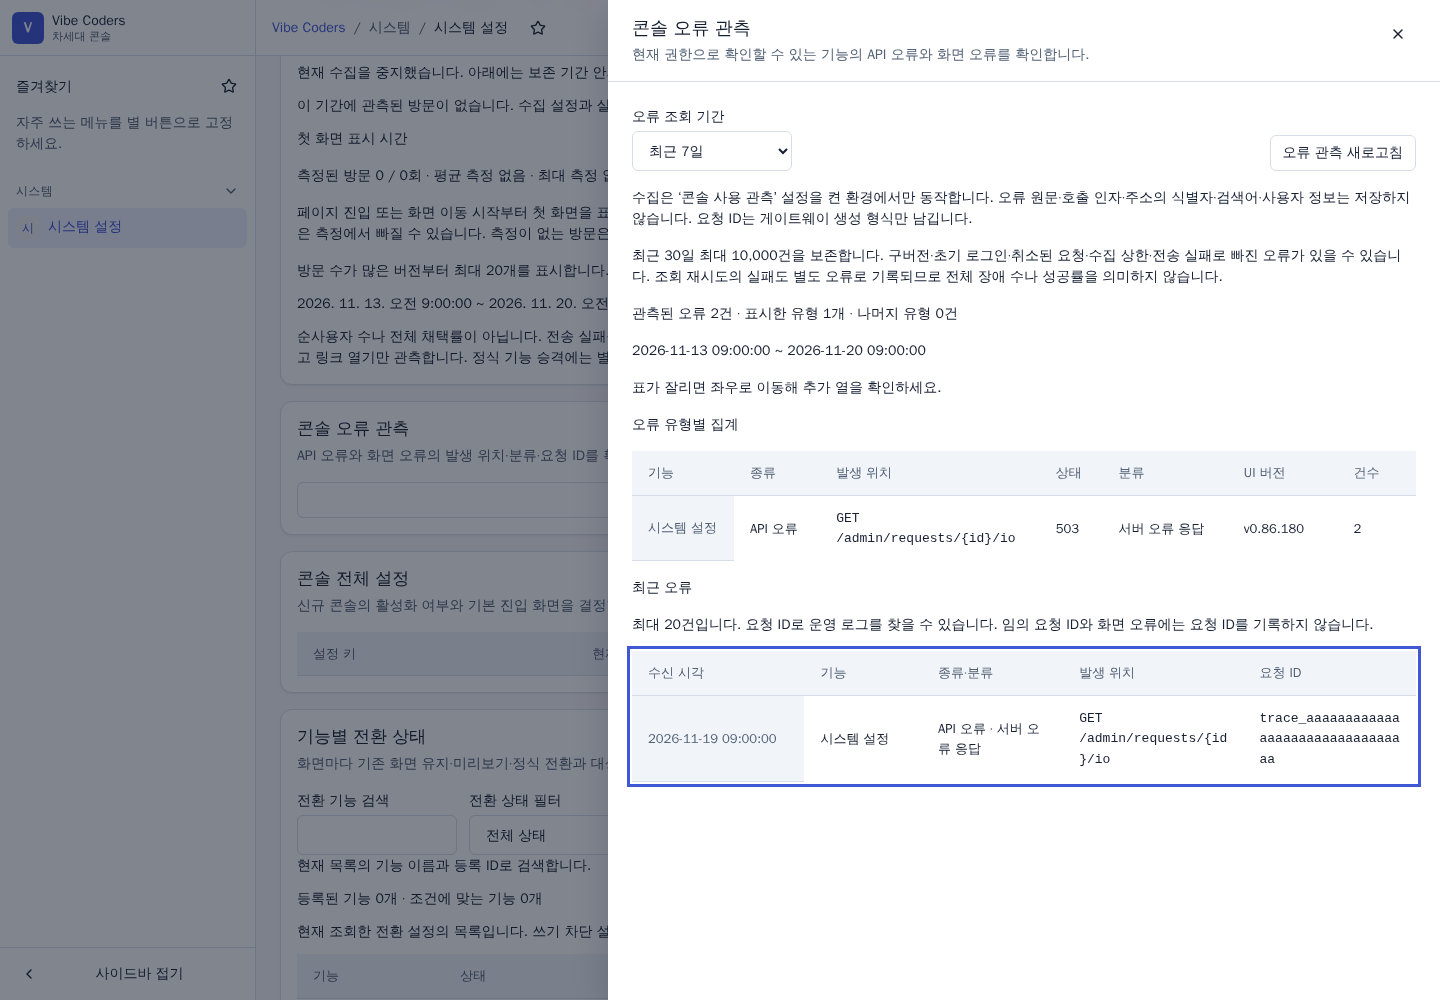 V
Vibe Coders
차세대 콘솔
즐겨찾기
자주 쓰는 메뉴를 별 버튼으로 고정
하세요.
시스템
시
시스템 설정
사이드바 접기
Vibe Coders / 시스템 / 시스템 설정
현재 수집을 중지했습니다. 아래에는 보존 기간 안
이 기간에 관측된 방문이 없습니다. 수집 설정과 실
첫 화면 표시 시간
측정된 방문 0 / 0회 · 평균 측정 없음 · 최대 측정
페이지 진입 또는 화면 이동 시작부터 첫 화면을 표
은 측정에서 빠질 수 있습니다. 측정이 없는 방문은
방문 수가 많은 버전부터 최대 20개를 표시합니다.
2026. 11. 13. 오전 9:00:00 ~ 2026. 11. 20. 오전
순사용자 수나 전체 채택률이 아닙니다. 전송 실패
고 링크 열기만 관측합니다. 정식 기능 승격에는 별
콘솔 오류 관측
API 오류와 화면 오류의 발생 위치·분류·요청 ID를
콘솔 전체 설정
신규 콘솔의 활성화 여부와 기본 진입 화면을 결정
설정 키
현재
기능별 전환 상태
화면마다 기존 화면 유지·미리보기·정식 전환과 대
전환 기능 검색
전환 상태 필터
전체 상태
현재 목록의 기능 이름과 등록 ID로 검색합니다.
등록된 기능 0개 · 조건에 맞는 기능 0개
현재 조회한 전환 설정의 목록입니다. 쓰기 차단 설
기능
상태
콘솔 오류 관측
현재 권한으로 확인할 수 있는 기능의 API 오류와 화면 오류를 확인합니다.
오류 조회 기간
최근 7일
오류 관측 새로고침
수집은 ‘콘솔 사용 관측’ 설정을 켠 환경에서만 동작합니다. 오류 원문·호출 인자·주소의 식별자·검색어·사용자 정보는 저장하지
않습니다. 요청 ID는 게이트웨이 생성 형식만 남깁니다.
최근 30일 최대 10,000건을 보존합니다. 구버전·초기 로그인·취소된 요청·수집 상한·전송 실패로 빠진 오류가 있을 수 있습니
다. 조회 재시도의 실패도 별도 오류로 기록되므로 전체 장애 수나 성공률을 의미하지 않습니다.
관측된 오류 2건 · 표시한 유형 1개 · 나머지 유형 0건
2026-11-13 09:00:00 ~ 2026-11-20 09:00:00
표가 잘리면 좌우로 이동해 추가 열을 확인하세요.
오류 유형별 집계
기능 종류 발생 위치 상태 분류 UI 버전 건수
시스템 설정 API 오류 GET
/admin/requests/{id}/io 503 서버 오류 응답 v0.86.180 2
최근 오류
최대 20건입니다. 요청 ID로 운영 로그를 찾을 수 있습니다. 임의 요청 ID와 화면 오류에는 요청 ID를 기록하지 않습니다.
수신 시각 기능 종류·분류 발생 위치 요청 ID
2026-11-19 09:00:00 시스템 설정
API 오류 · 서버 오
류 응답
GET
/admin/requests/{id
}/io
trace_aaaaaaaaaaaa
aaaaaaaaaaaaaaaaaa
aa